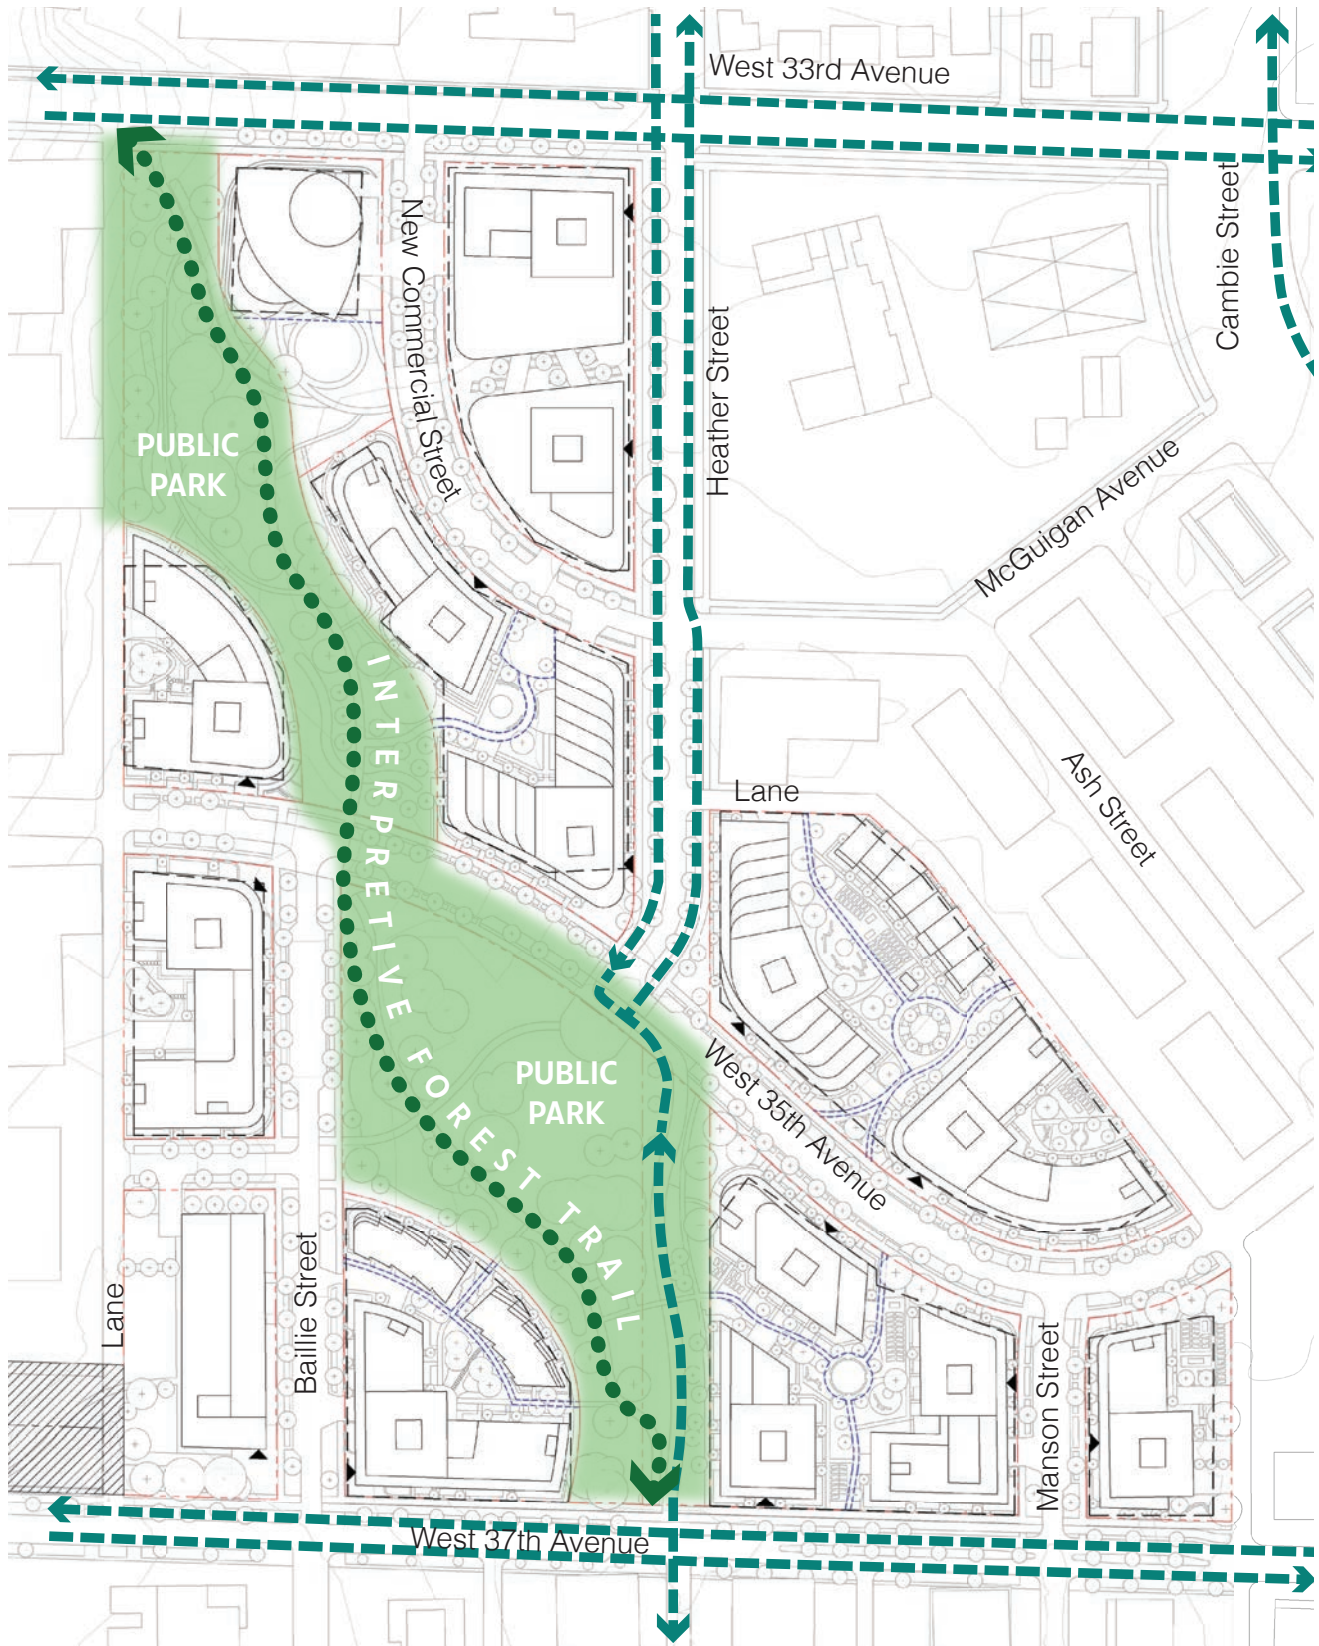 West 33rd Avenue
Cambie Street
New Commercial Street
Heather Street
PUBLIC
PARK
McGuigan Avenue
INTERPRETIVE FOREST TRAIL
Ash Street
Lane
PUBLIC
PARK
West 35th Avenue
Lane
Baillie Street
Manson Street
West 37th Avenue